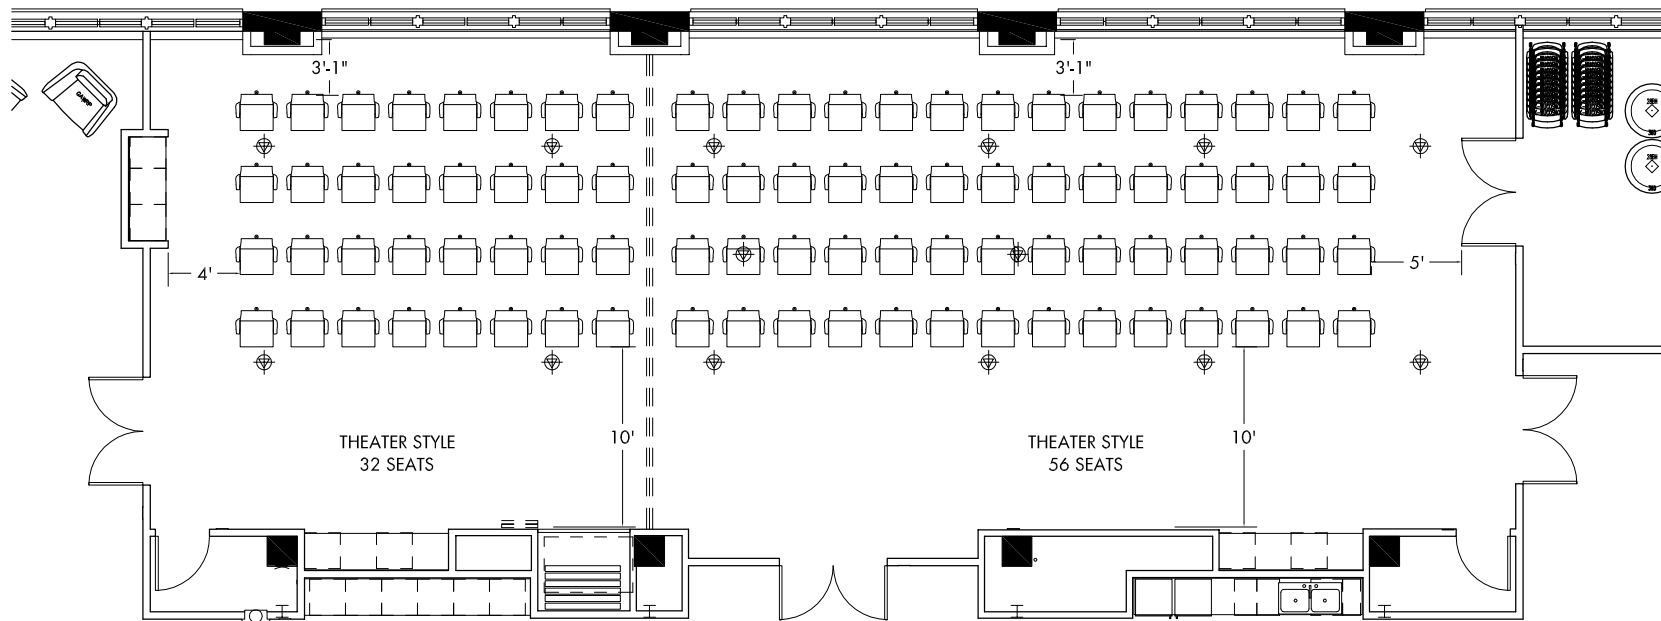 3'-1"
3'-1"
4'
5'
10'
10'
THEATER STYLE
32 SEATS
THEATER STYLE
56 SEATS